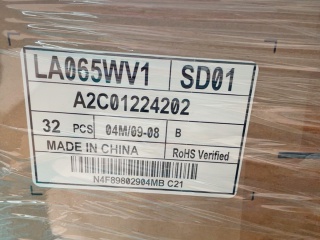 LA065WV1 SD01
A2C01224202
32 PCS 04M/09-08 B
MADE IN CHINA RoHS Verified
N4F89802904MB C21